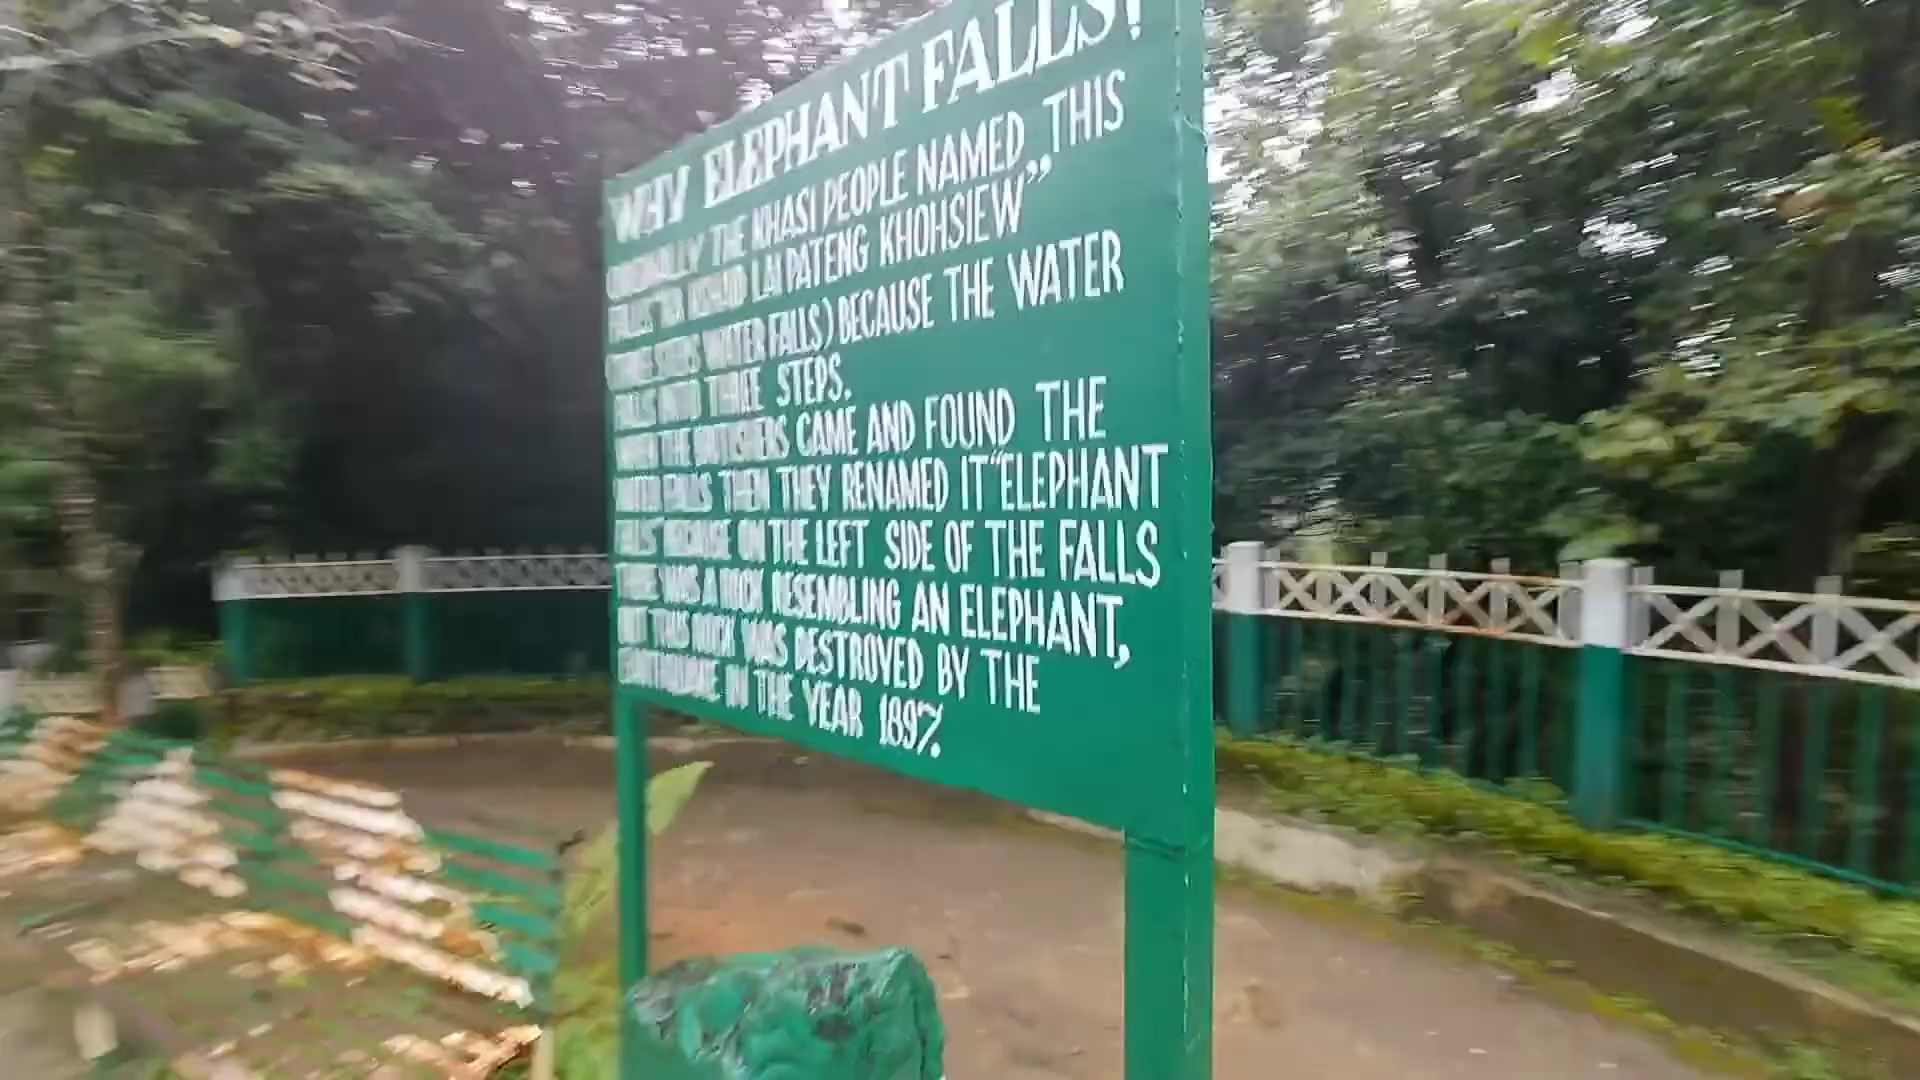 WHY ELEPHANT FALLS?
ORIGINALLY THE KHASI PEOPLE NAMED THIS
FALLS "KA KSHAID LAI PATENG KHOHSIEW"
(THREE STEPS WATER FALLS) BECAUSE THE WATER
FALLS INTO THREE STEPS.
WHEN THE BRITISHERS CAME AND FOUND THE
WATER FALLS THEN THEY RENAMED IT "ELEPHANT
FALLS" BECAUSE ON THE LEFT SIDE OF THE FALLS
THERE WAS A ROCK RESEMBLING AN ELEPHANT,
BUT THIS ROCK WAS DESTROYED BY THE
EARTHQUAKE IN THE YEAR 1897.